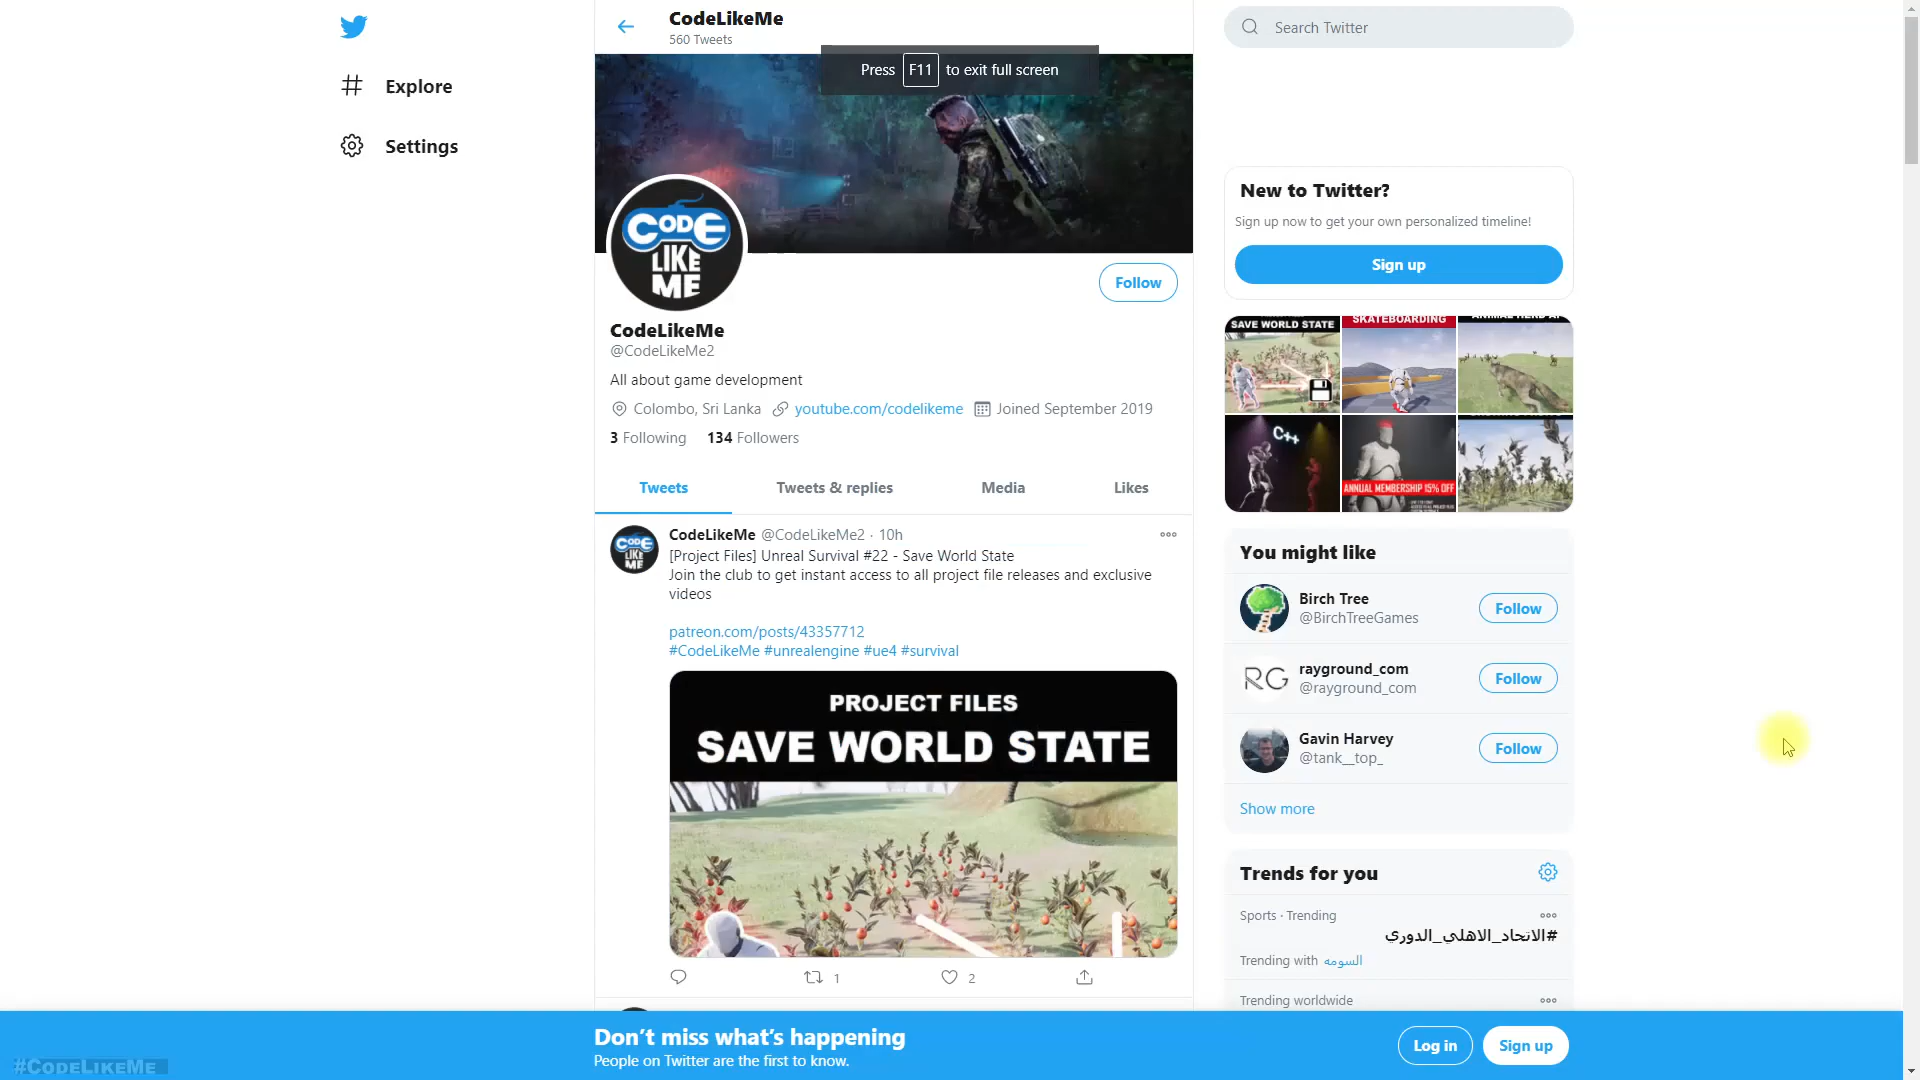 CodeLikeMe
560 Tweets
Search Twitter
Press F11 to exit full screen
Explore
Settings
CODE
LIKE
ME
Follow
CodeLikeMe
@CodeLikeMe2
All about game development
Colombo, Sri Lanka youtube.com/codelikeme Joined September 2019
3 Following 134 Followers
Tweets Tweets & replies Media Likes
CodeLikeMe @CodeLikeMe2 · 10h
[Project Files] Unreal Survival #22 - Save World State
Join the club to get instant access to all project file releases and exclusive
videos
patreon.com/posts/43357712
#CodeLikeMe #unrealengine #ue4 #survival
CODE
LIKE
ME
PROJECT FILES
SAVE WORLD STATE
1 2
New to Twitter?
Sign up now to get your own personalized timeline!
Sign up
SAVE WORLD STATE
SKATEBOARDING
C++
ANNUAL MEMBERSHIP 15% OFF
You might like
Birch Tree
@BirchTreeGames
Follow
RG
rayground_com
@rayground_com
Follow
Gavin Harvey
@tank__top_
Follow
Show more
Trends for you
Sports · Trending
#الاتحاد_الاهلي_الدوري
Trending with السومه
Trending worldwide
Don't miss what's happening
People on Twitter are the first to know.
Log in
Sign up
#CodeLikeMe